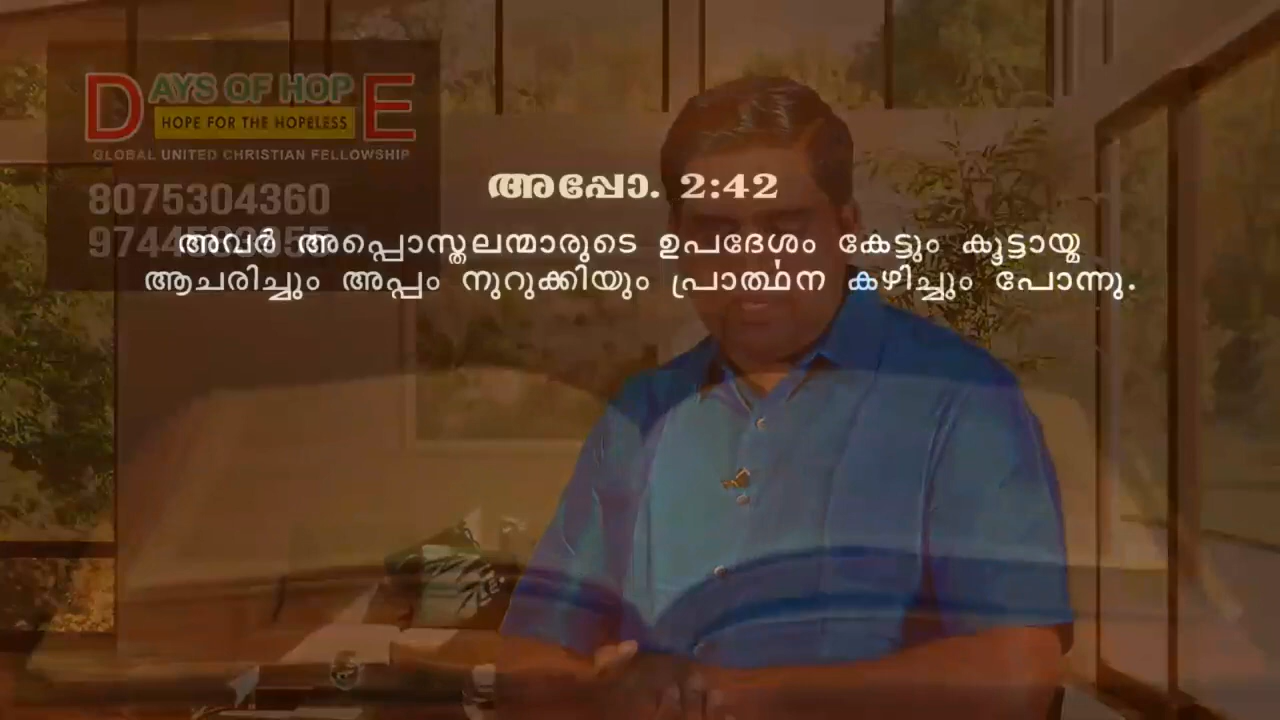 DAYS OF HOPE
HOPE FOR THE HOPELESS
GLOBAL UNITED CHRISTIAN FELLOWSHIP
8075304360
അപ്പോ. 2:42
അവർ അപ്പൊസ്തലന്മാരുടെ ഉപദേശം കേട്ടും കൂട്ടായ്മ
ആചരിച്ചും അപ്പം നുറുക്കിയും പ്രാർത്ഥന കഴിച്ചും പോന്നു.